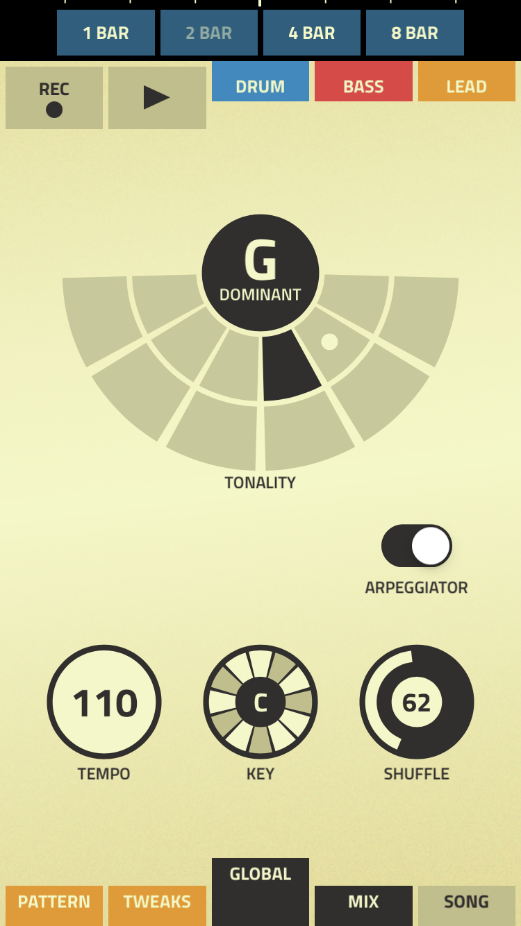 1 BAR
2 BAR
4 BAR
8 BAR
REC
DRUM
BASS
LEAD
G
DOMINANT
TONALITY
ARPEGGIATOR
110
C
62
TEMPO
KEY
SHUFFLE
GLOBAL
PATTERN
TWEAKS
MIX
SONG